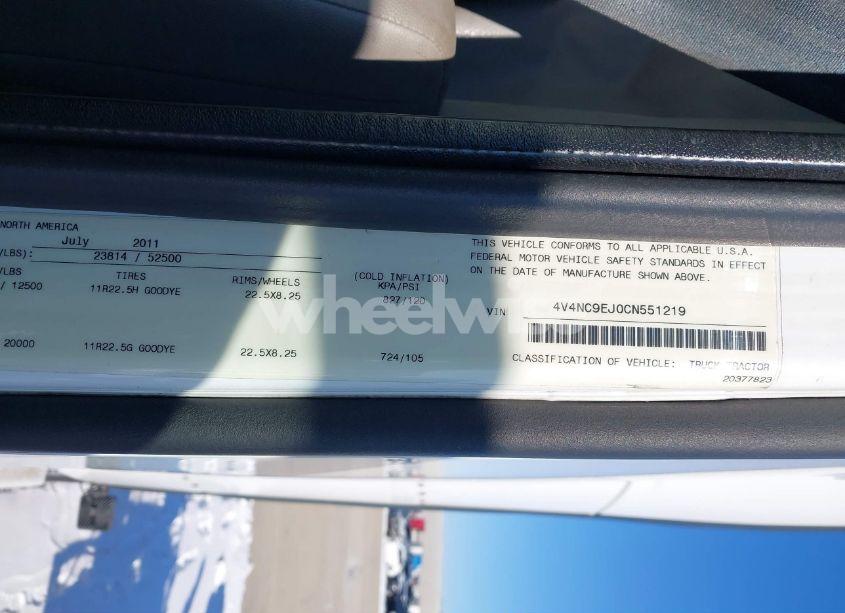 NORTH AMERICA
July 2011
/LBS): 23814 / 52500
/LBS TIRES RIMS/WHEELS (COLD INFLATION) KPA/PSI
/ 12500 11R22.5H GOODYE 22.5X8.25 827/120
20000 11R22.5G GOODYE 22.5X8.25 724/105
THIS VEHICLE CONFORMS TO ALL APPLICABLE U.S.A.
FEDERAL MOTOR VEHICLE SAFETY STANDARDS IN EFFECT
ON THE DATE OF MANUFACTURE SHOWN ABOVE.
VIN 4V4NC9EJ0CN551219
CLASSIFICATION OF VEHICLE: TRUCK TRACTOR
20377823
wheelwise